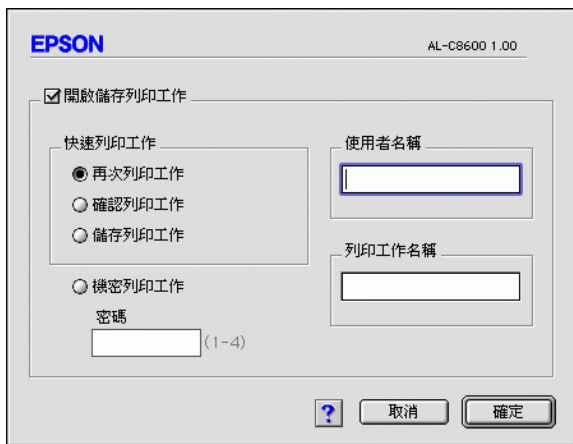 EPSON
AL-C8600 1.00
開啟儲存列印工作
快速列印工作
再次列印工作
確認列印工作
儲存列印工作
機密列印工作
密碼
(1-4)
使用者名稱
列印工作名稱
?
取消
確定